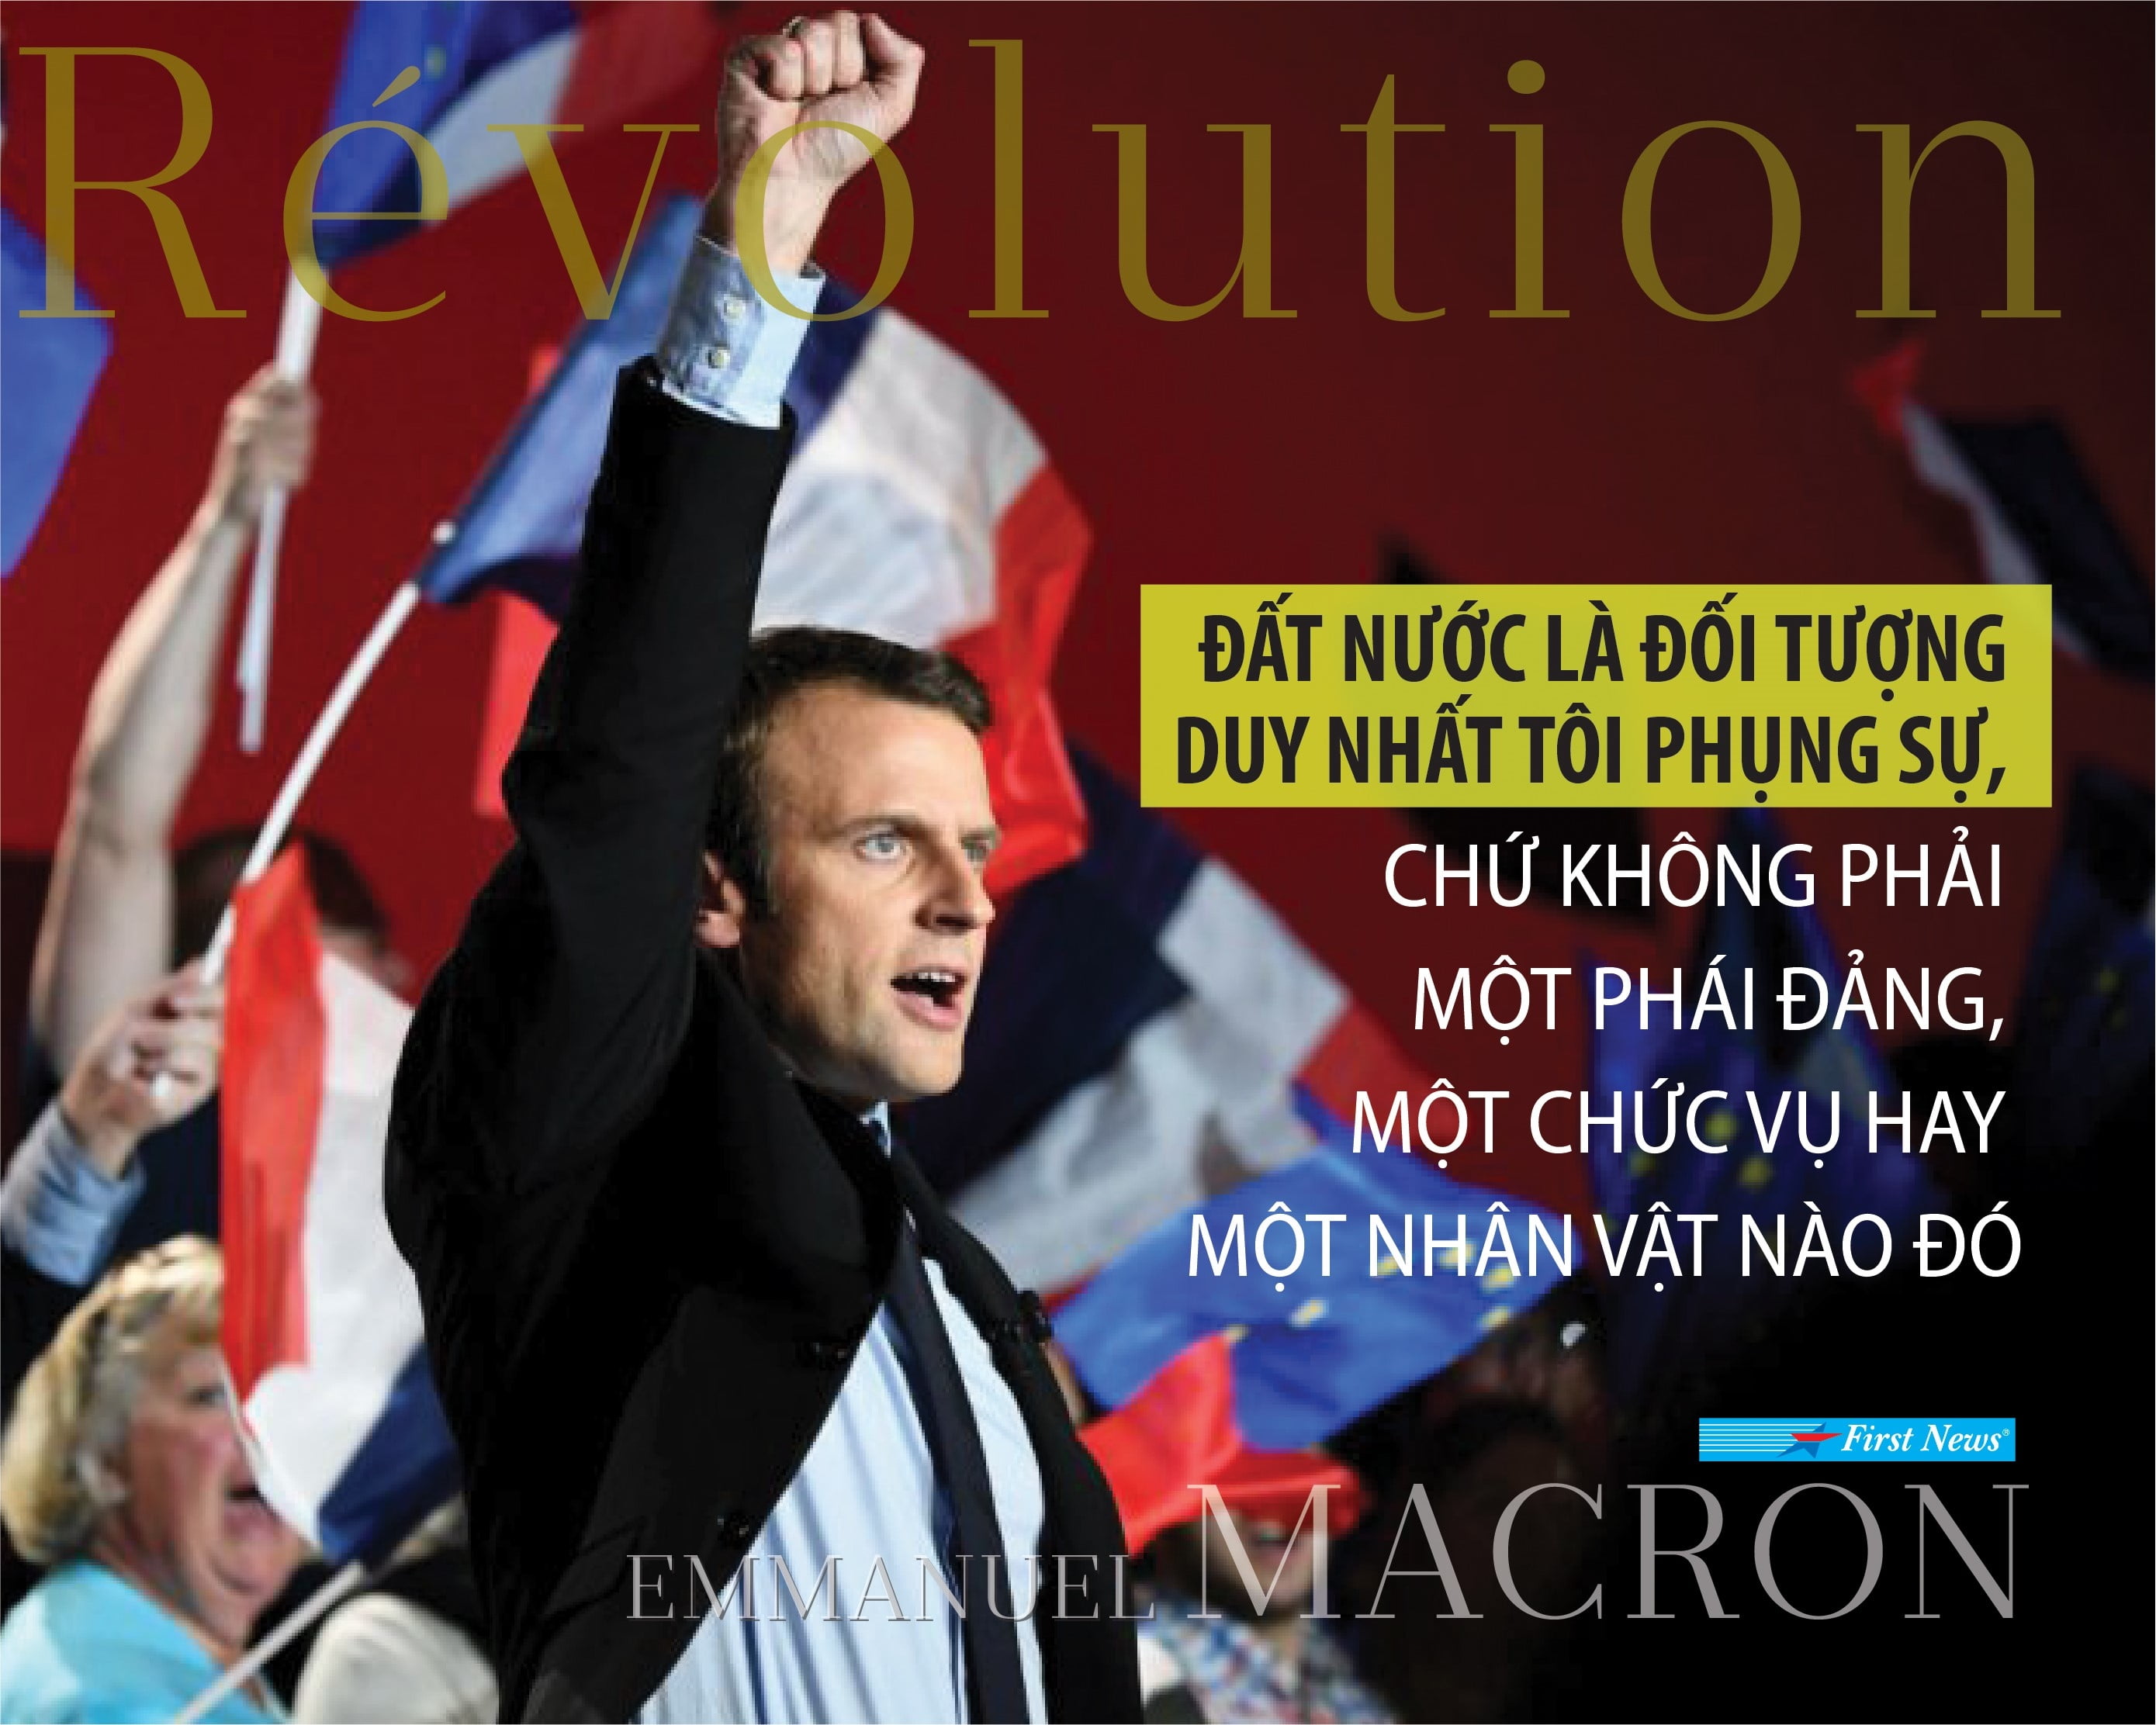 Révolution
ĐẤT NƯỚC LÀ ĐỐI TƯỢNG
DUY NHẤT TÔI PHỤNG SỰ,
CHỨ KHÔNG PHẢI
MỘT PHÁI ĐẢNG,
MỘT CHỨC VỤ HAY
MỘT NHÂN VẬT NÀO ĐÓ
First News®
EMMANUEL MACRON